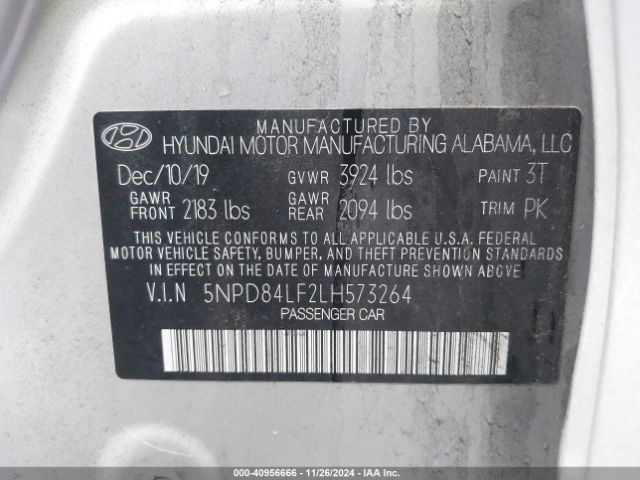 MANUFACTURED BY
HYUNDAI MOTOR MANUFACTURING ALABAMA, LLC
Dec/10/19 GVWR 3924 lbs PAINT 3T
GAWR FRONT 2183 lbs GAWR REAR 2094 lbs TRIM PK
THIS VEHICLE CONFORMS TO ALL APPLICABLE U.S.A. FEDERAL
MOTOR VEHICLE SAFETY, BUMPER, AND THEFT PREVENTION STANDARDS
IN EFFECT ON THE DATE OF MANUFACTURE SHOWN ABOVE.
V.I.N 5NPD84LF2LH573264
PASSENGER CAR
000-40956666 - 11/26/2024 - IAA Inc.